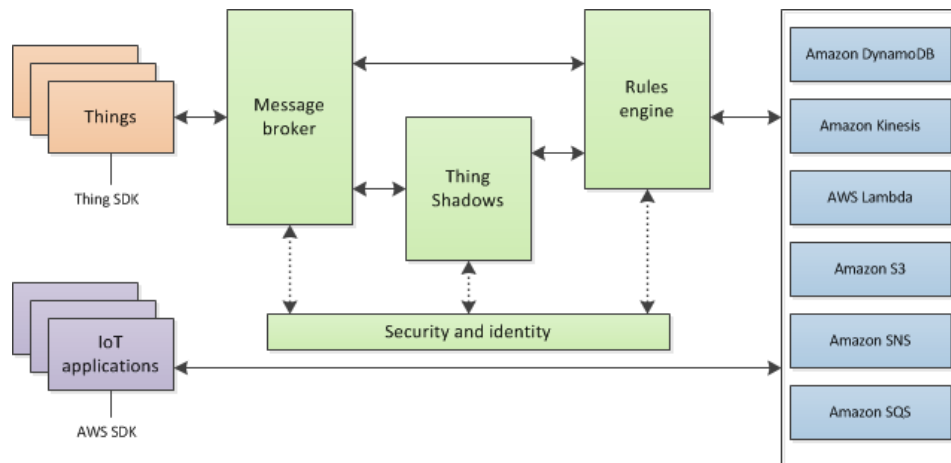 Things
Thing SDK
Message
broker
Rules
engine
Thing
Shadows
Security and identity
IoT
applications
AWS SDK
Amazon DynamoDB
Amazon Kinesis
AWS Lambda
Amazon S3
Amazon SNS
Amazon SQS